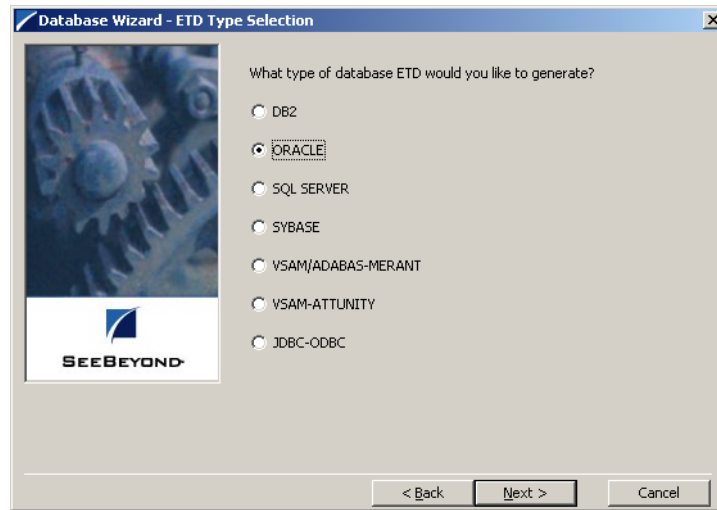 Database Wizard - ETD Type Selection
What type of database ETD would you like to generate?
DB2
ORACLE
SQL SERVER
SYBASE
VSAM/ADABAS-MERANT
VSAM-ATTUNITY
JDBC-ODBC
SEEBEYOND
< Back Next > Cancel